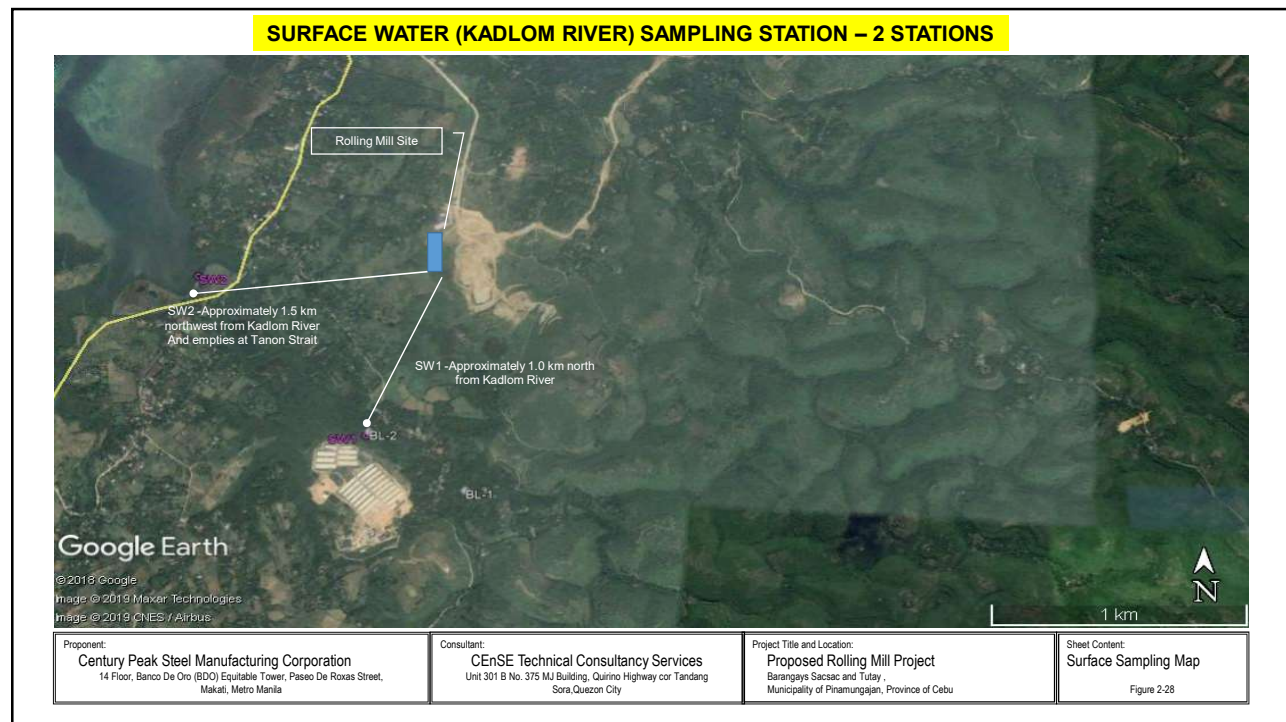 SURFACE WATER (KADLOM RIVER) SAMPLING STATION – 2 STATIONS
Rolling Mill Site
SW2
SW2 -Approximately 1.5 km
northwest from Kadlom River
And empties at Tanon Strait
SW1 -Approximately 1.0 km north
from Kadlom River
SW1
BL-2
BL-1
Google Earth
© 2018 Google
Image © 2019 Maxar Technologies
Image © 2019 CNES / Airbus
N
1 km
Proponent:
Century Peak Steel Manufacturing Corporation
14 Floor, Banco De Oro (BDO) Equitable Tower, Paseo De Roxas Street,
Makati, Metro Manila
Consultant:
CEnSE Technical Consultancy Services
Unit 301 B No. 375 MJ Building, Quirino Highway cor Tandang
Sora,Quezon City
Project Title and Location:
Proposed Rolling Mill Project
Barangays Sacsac and Tutay ,
Municipality of Pinamungajan, Province of Cebu
Sheet Content:
Surface Sampling Map
Figure 2-28